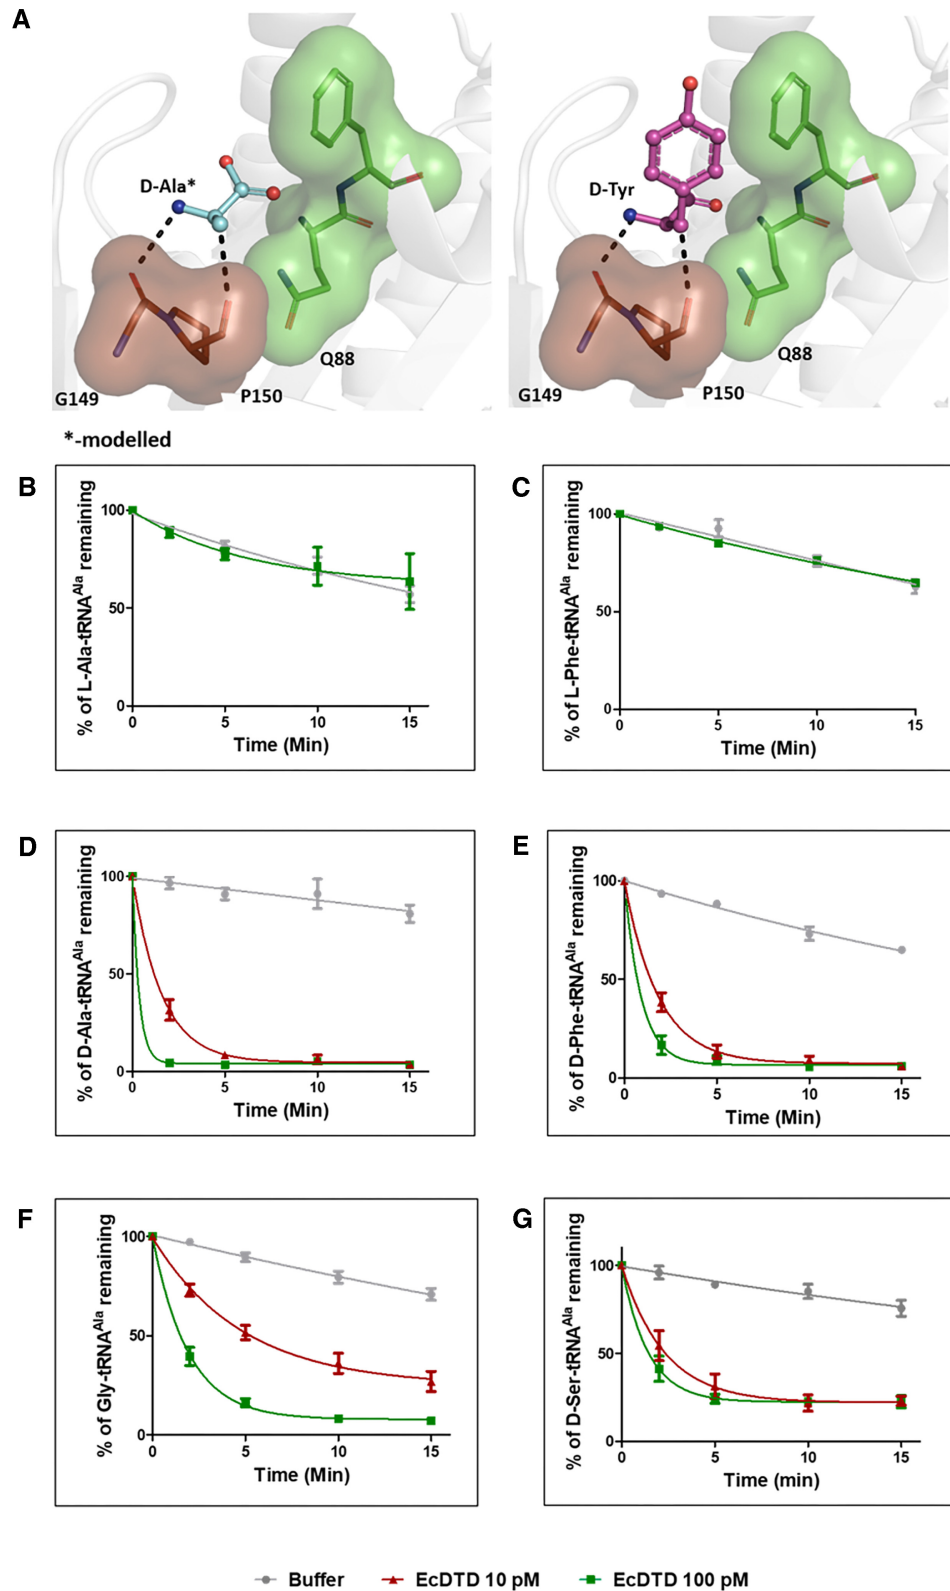 A
D-Ala*
G149
P150
Q88
D-Tyr
G149
P150
Q88
*-modelled
B
% of L-Ala-tRNA^Ala remaining
100
50
0
0 5 10 15
Time (Min)
C
% of L-Phe-tRNA^Ala remaining
100
50
0
0 5 10 15
Time (Min)
D
% of D-Ala-tRNA^Ala remaining
100
50
0
0 5 10 15
Time (Min)
E
% of D-Phe-tRNA^Ala remaining
100
50
0
0 5 10 15
Time (Min)
F
% of Gly-tRNA^Ala remaining
100
50
0
0 5 10 15
Time (Min)
G
% of D-Ser-tRNA^Ala remaining
100
50
0
0 5 10 15
Time (min)
Buffer EcDTD 10 pM EcDTD 100 pM